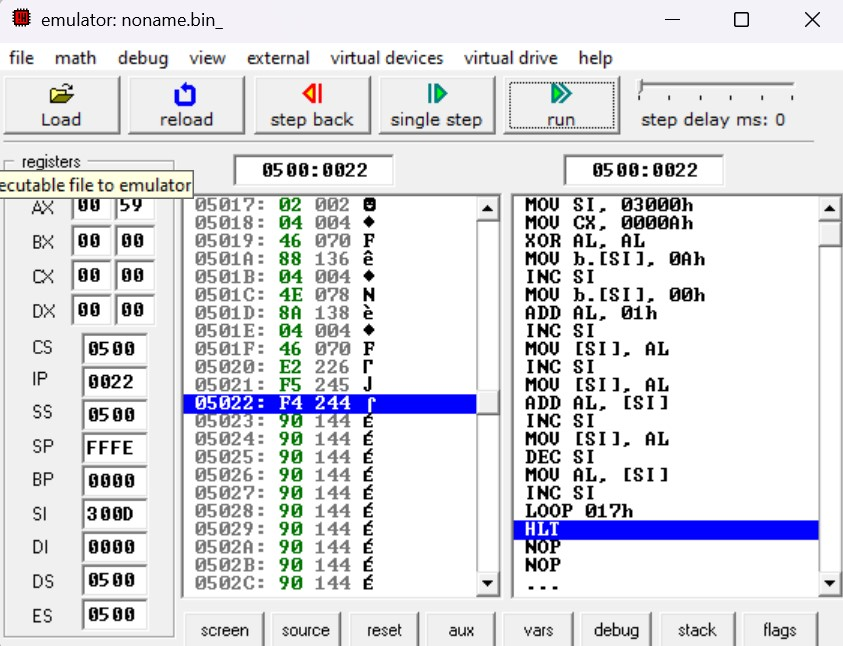 emulator: noname.bin_
file math debug view external virtual devices virtual drive help
Load reload step back single step run step delay ms: 0
registers 0500:0022 0500:0022
ecutable file to emulator
AX 00 59
BX 00 00
CX 00 00
DX 00 00
CS 0500
IP 0022
SS 0500
SP FFFE
BP 0000
SI 300D
DI 0000
DS 0500
ES 0500
05017: 02 002 ☻
05018: 04 004 ♦
05019: 46 070 F
0501A: 88 136 ê
0501B: 04 004 ♦
0501C: 4E 078 N
0501D: 8A 138 è
0501E: 04 004 ♦
0501F: 46 070 F
05020: E2 226 Γ
05021: F5 245 ⌡
05022: F4 244 ⌠
05023: 90 144 É
05024: 90 144 É
05025: 90 144 É
05026: 90 144 É
05027: 90 144 É
05028: 90 144 É
05029: 90 144 É
0502A: 90 144 É
0502B: 90 144 É
0502C: 90 144 É
MOV SI, 03000h
MOV CX, 0000Ah
XOR AL, AL
MOV b.[SI], 0Ah
INC SI
MOV b.[SI], 00h
ADD AL, 01h
INC SI
MOV [SI], AL
INC SI
MOV [SI], AL
ADD AL, [SI]
INC SI
MOV [SI], AL
DEC SI
MOV AL, [SI]
INC SI
LOOP 017h
HLT
NOP
NOP
...
screen source reset aux vars debug stack flags